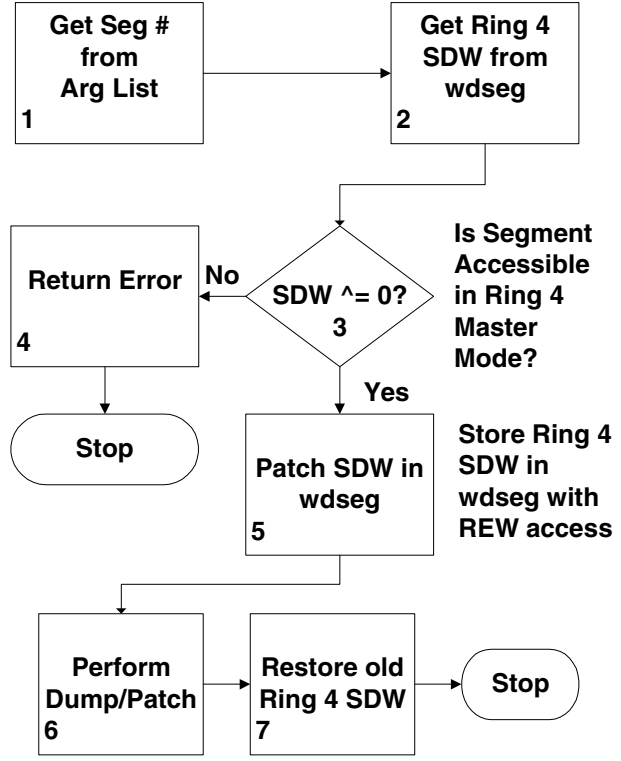 Get Seg #
from
Arg List
1
Get Ring 4
SDW from
wdseg
2
SDW ^= 0?
3
Is Segment
Accessible
in Ring 4
Master
Mode?
No
Return Error
4
Stop
Yes
Patch SDW in
wdseg
5
Store Ring 4
SDW in
wdseg with
REW access
Perform
Dump/Patch
6
Restore old
Ring 4 SDW
7
Stop